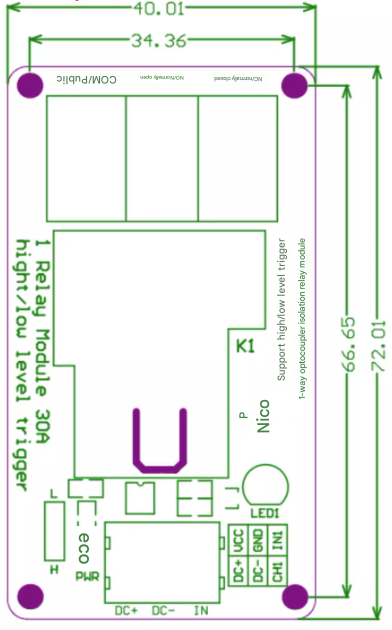 40.01
34.36
COM/Public
NO/Normally open
NC/normally closed
1 Relay Module 30A
hight/low level trigger
Support high/low level trigger
1-way optocoupler isolation relay module
K1
P
Nico
66.65
72.01
L
H
eco
PWR
LED1
DC+ VCC
DC- GND
CH1 IN1
DC+ DC- IN